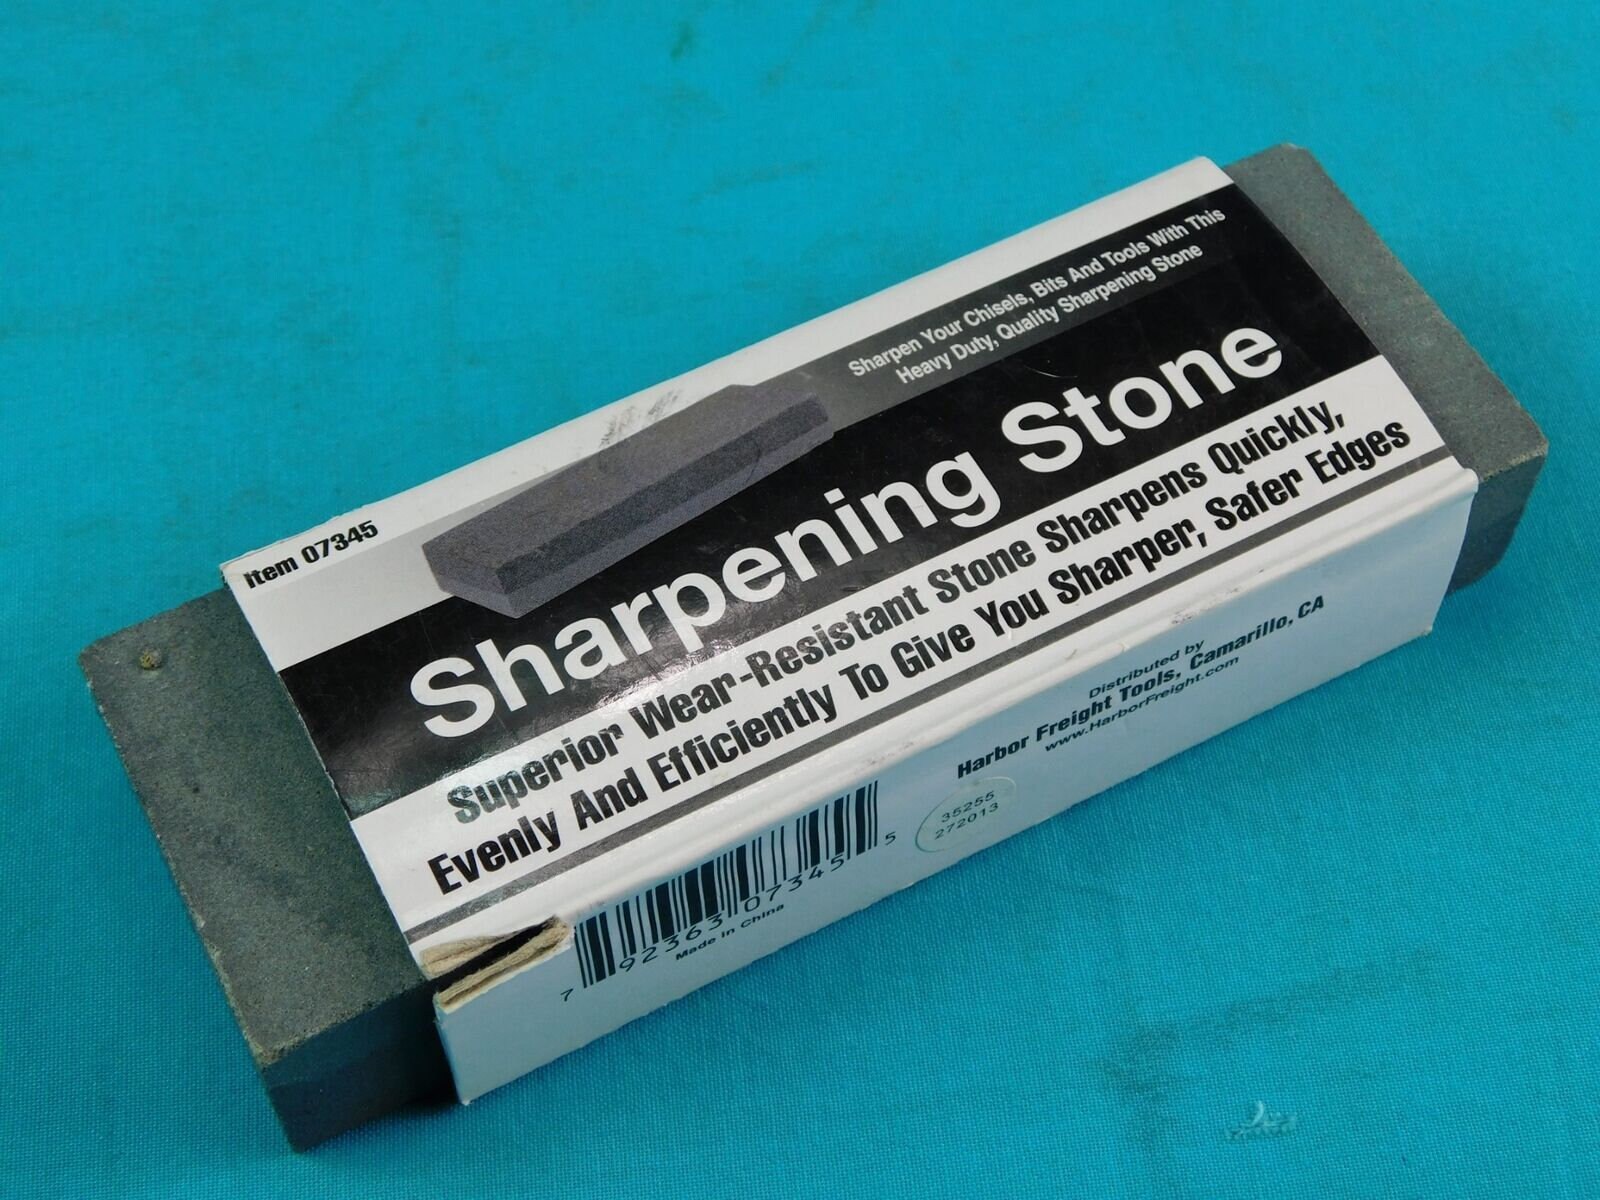 Item 07345
Sharpen Your Chisels, Bits And Tools With This
Heavy Duty, Quality Sharpening Stone
Sharpening Stone
Superior Wear-Resistant Stone Sharpens Quickly,
Evenly And Efficiently To Give You Sharper, Safer Edges
Distributed by
Harbor Freight Tools, Camarillo, CA
www.HarborFreight.com
35255
272013
7 92363 07345 5
Made in China